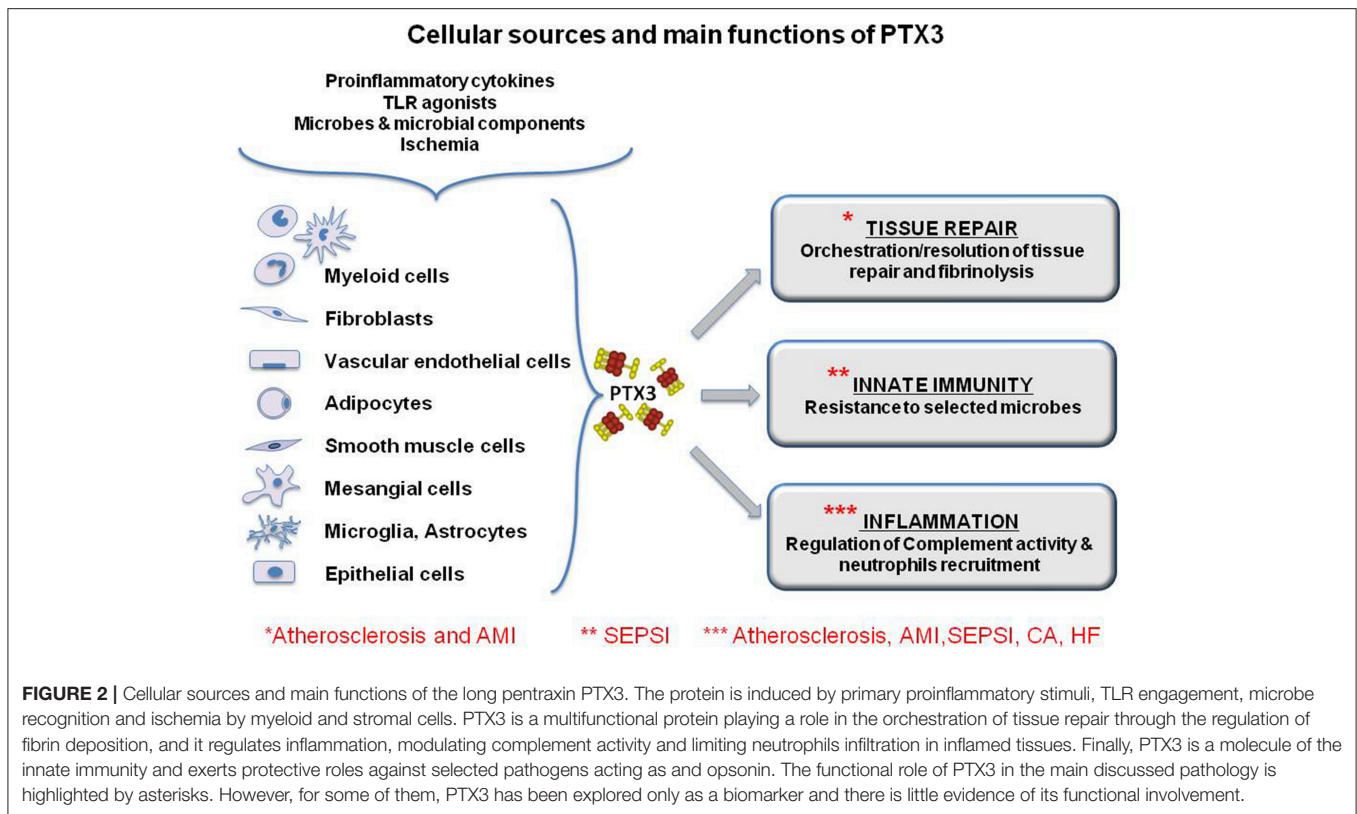 Cellular sources and main functions of PTX3
Proinflammatory cytokines
TLR agonists
Microbes & microbial components
Ischemia
Myeloid cells
Fibroblasts
Vascular endothelial cells
Adipocytes
Smooth muscle cells
Mesangial cells
Microglia, Astrocytes
Epithelial cells
PTX3
* TISSUE REPAIR
Orchestration/resolution of tissue
repair and fibrinolysis
** INNATE IMMUNITY
Resistance to selected microbes
*** INFLAMMATION
Regulation of Complement activity &
neutrophils recruitment
*Atherosclerosis and AMI ** SEPSI *** Atherosclerosis, AMI,SEPSI, CA, HF
FIGURE 2 | Cellular sources and main functions of the long pentraxin PTX3. The protein is induced by primary proinflammatory stimuli, TLR engagement, microbe
recognition and ischemia by myeloid and stromal cells. PTX3 is a multifunctional protein playing a role in the orchestration of tissue repair through the regulation of
fibrin deposition, and it regulates inflammation, modulating complement activity and limiting neutrophils infiltration in inflamed tissues. Finally, PTX3 is a molecule of the
innate immunity and exerts protective roles against selected pathogens acting as and opsonin. The functional role of PTX3 in the main discussed pathology is
highlighted by asterisks. However, for some of them, PTX3 has been explored only as a biomarker and there is little evidence of its functional involvement.